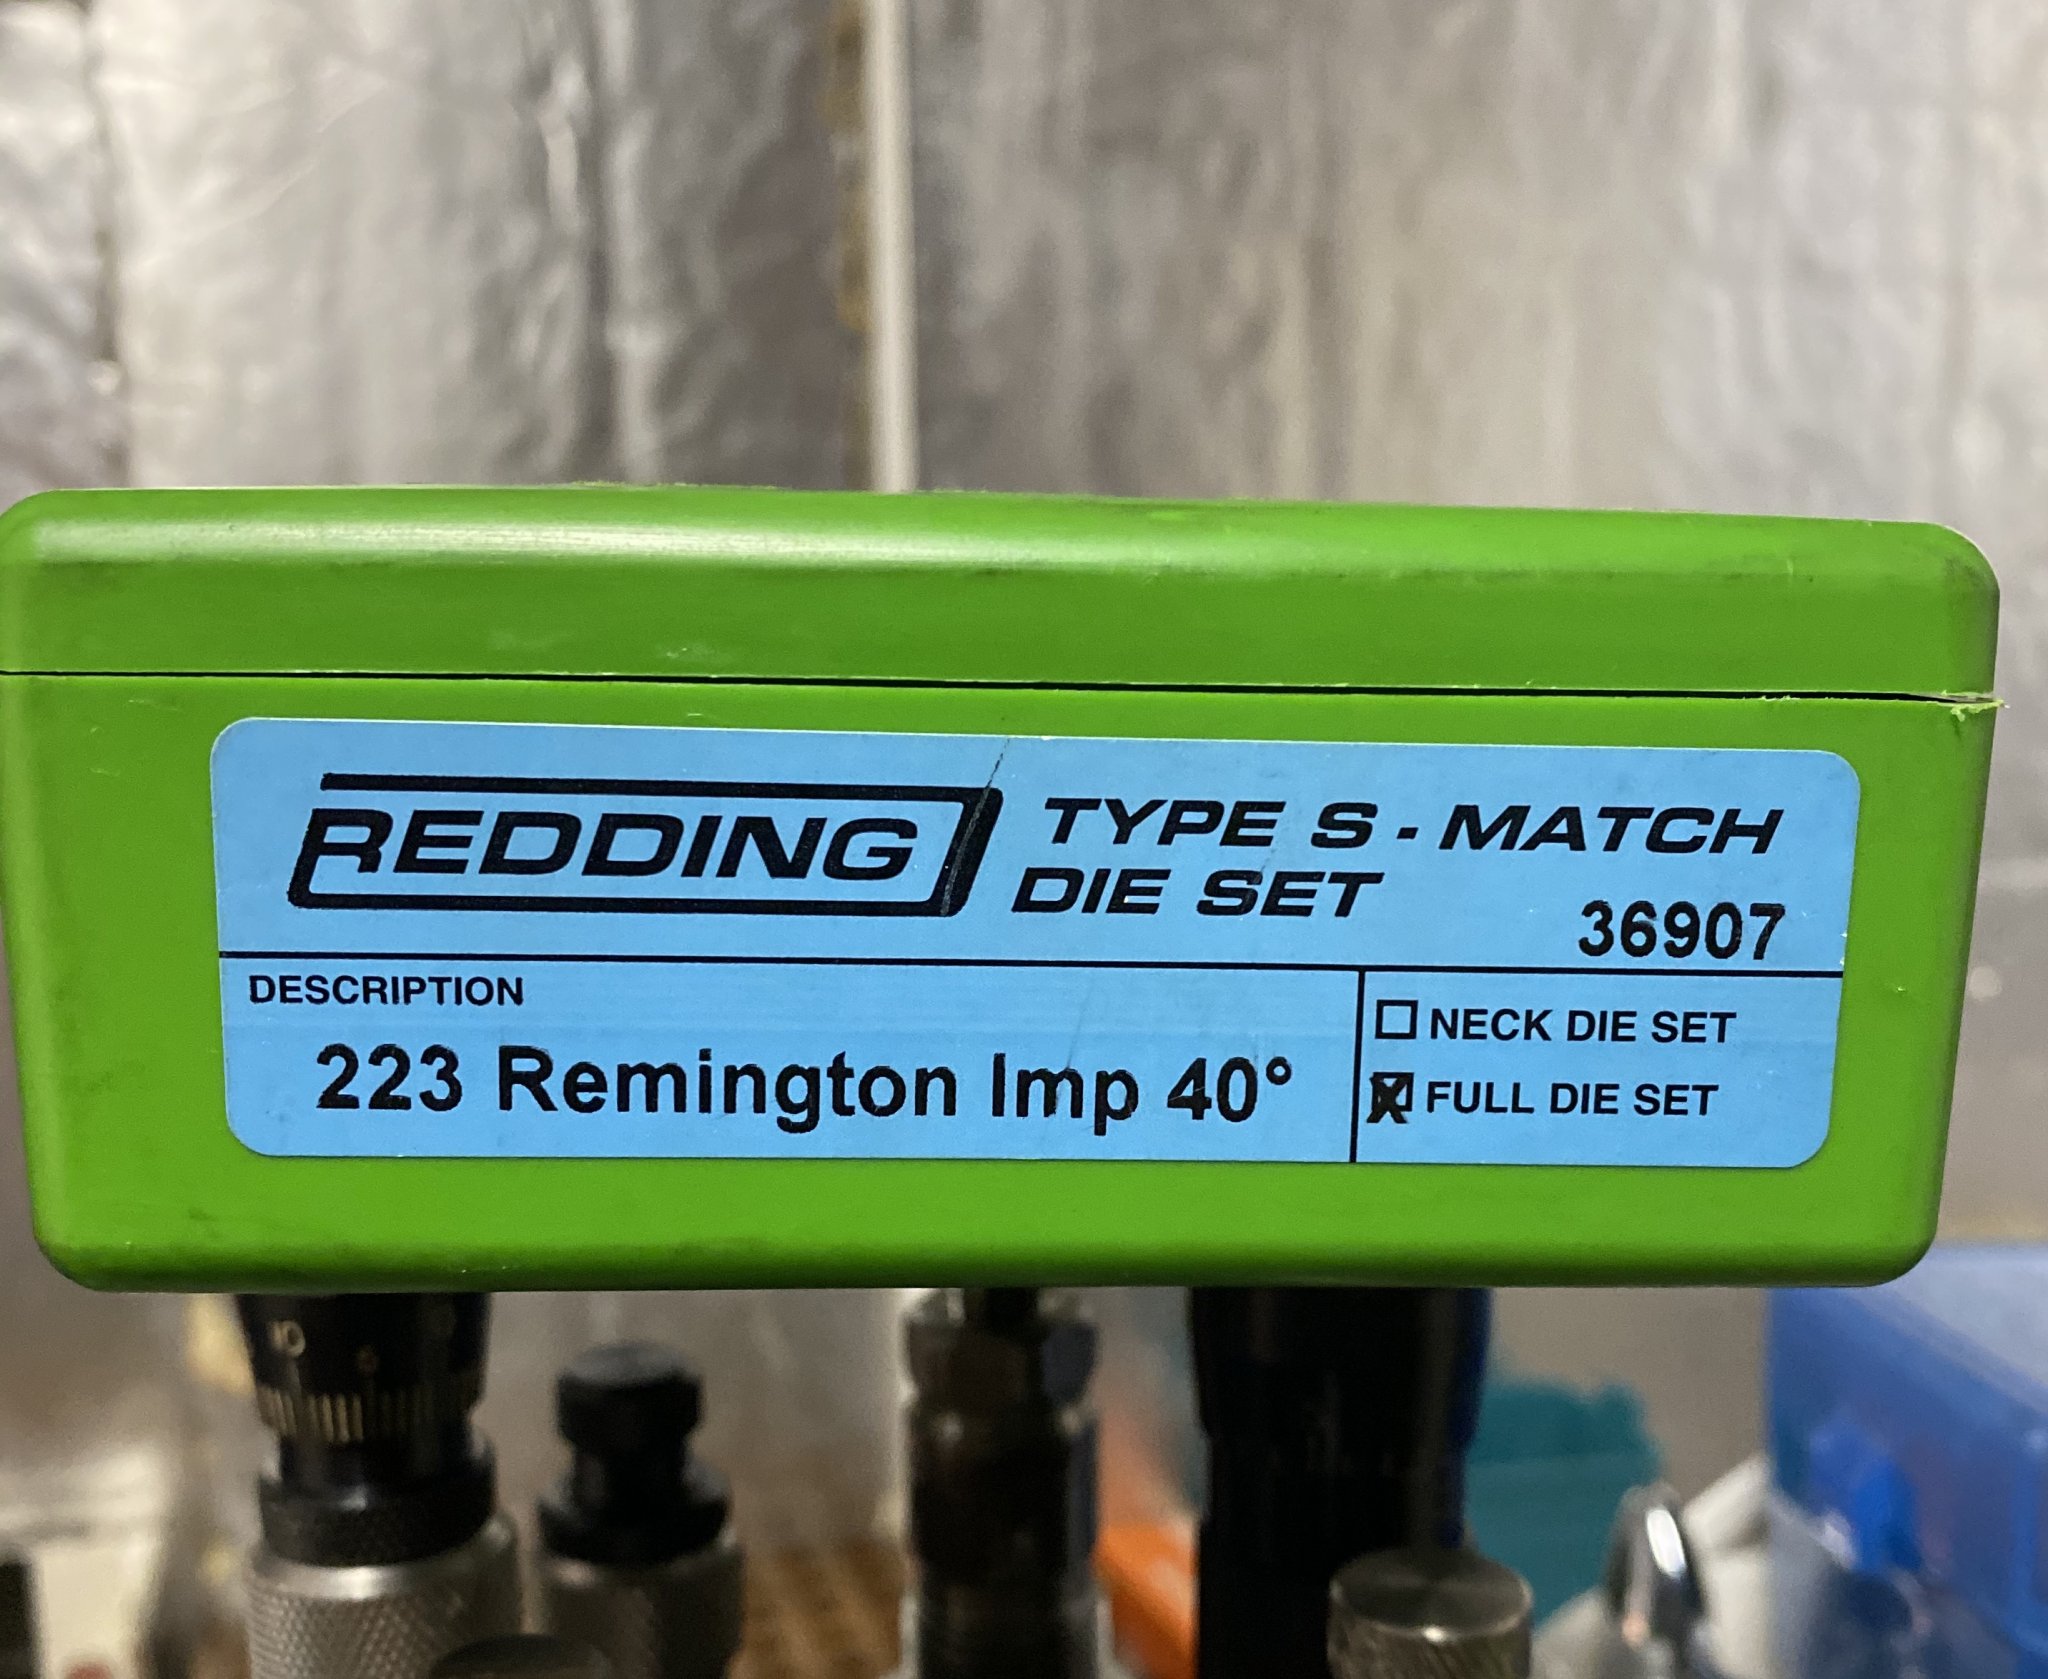 REDDING TYPE S - MATCH
DIE SET
36907
DESCRIPTION
223 Remington Imp 40°
NECK DIE SET
FULL DIE SET